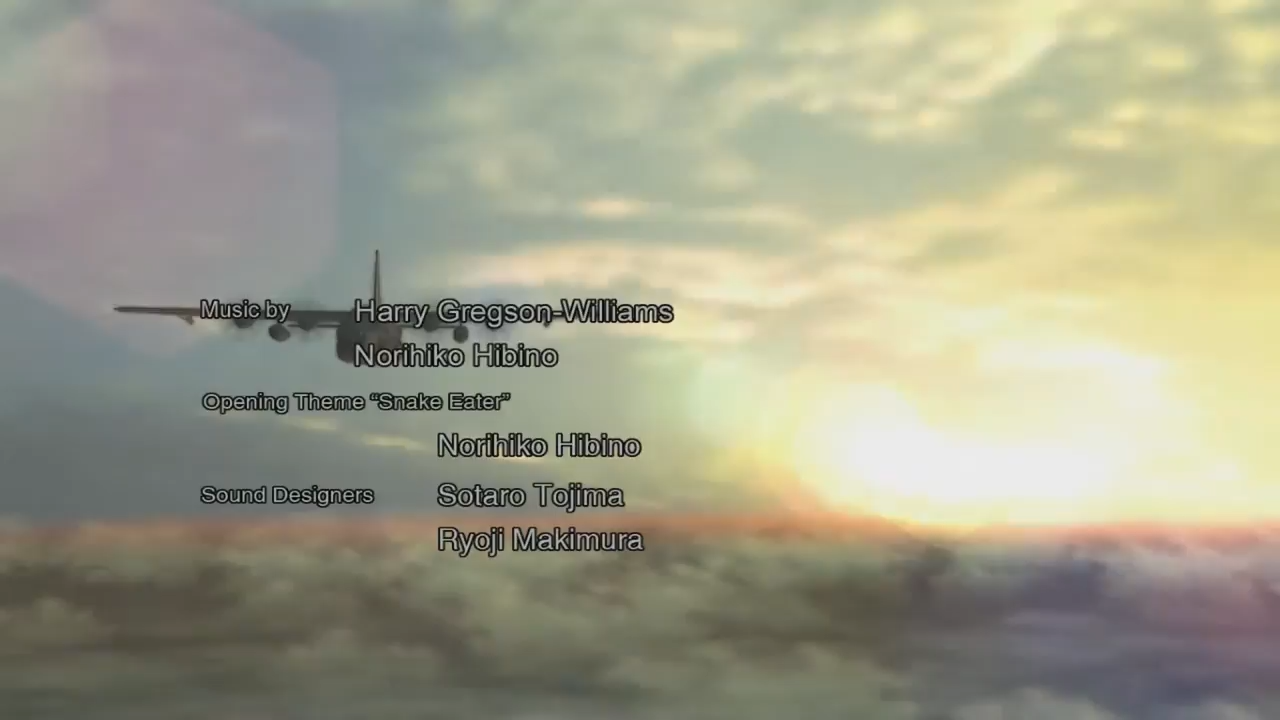 Music by Harry Gregson-Williams
Norihiko Hibino
Opening Theme “Snake Eater”
Norihiko Hibino
Sound Designers Sotaro Tojima
Ryoji Makimura